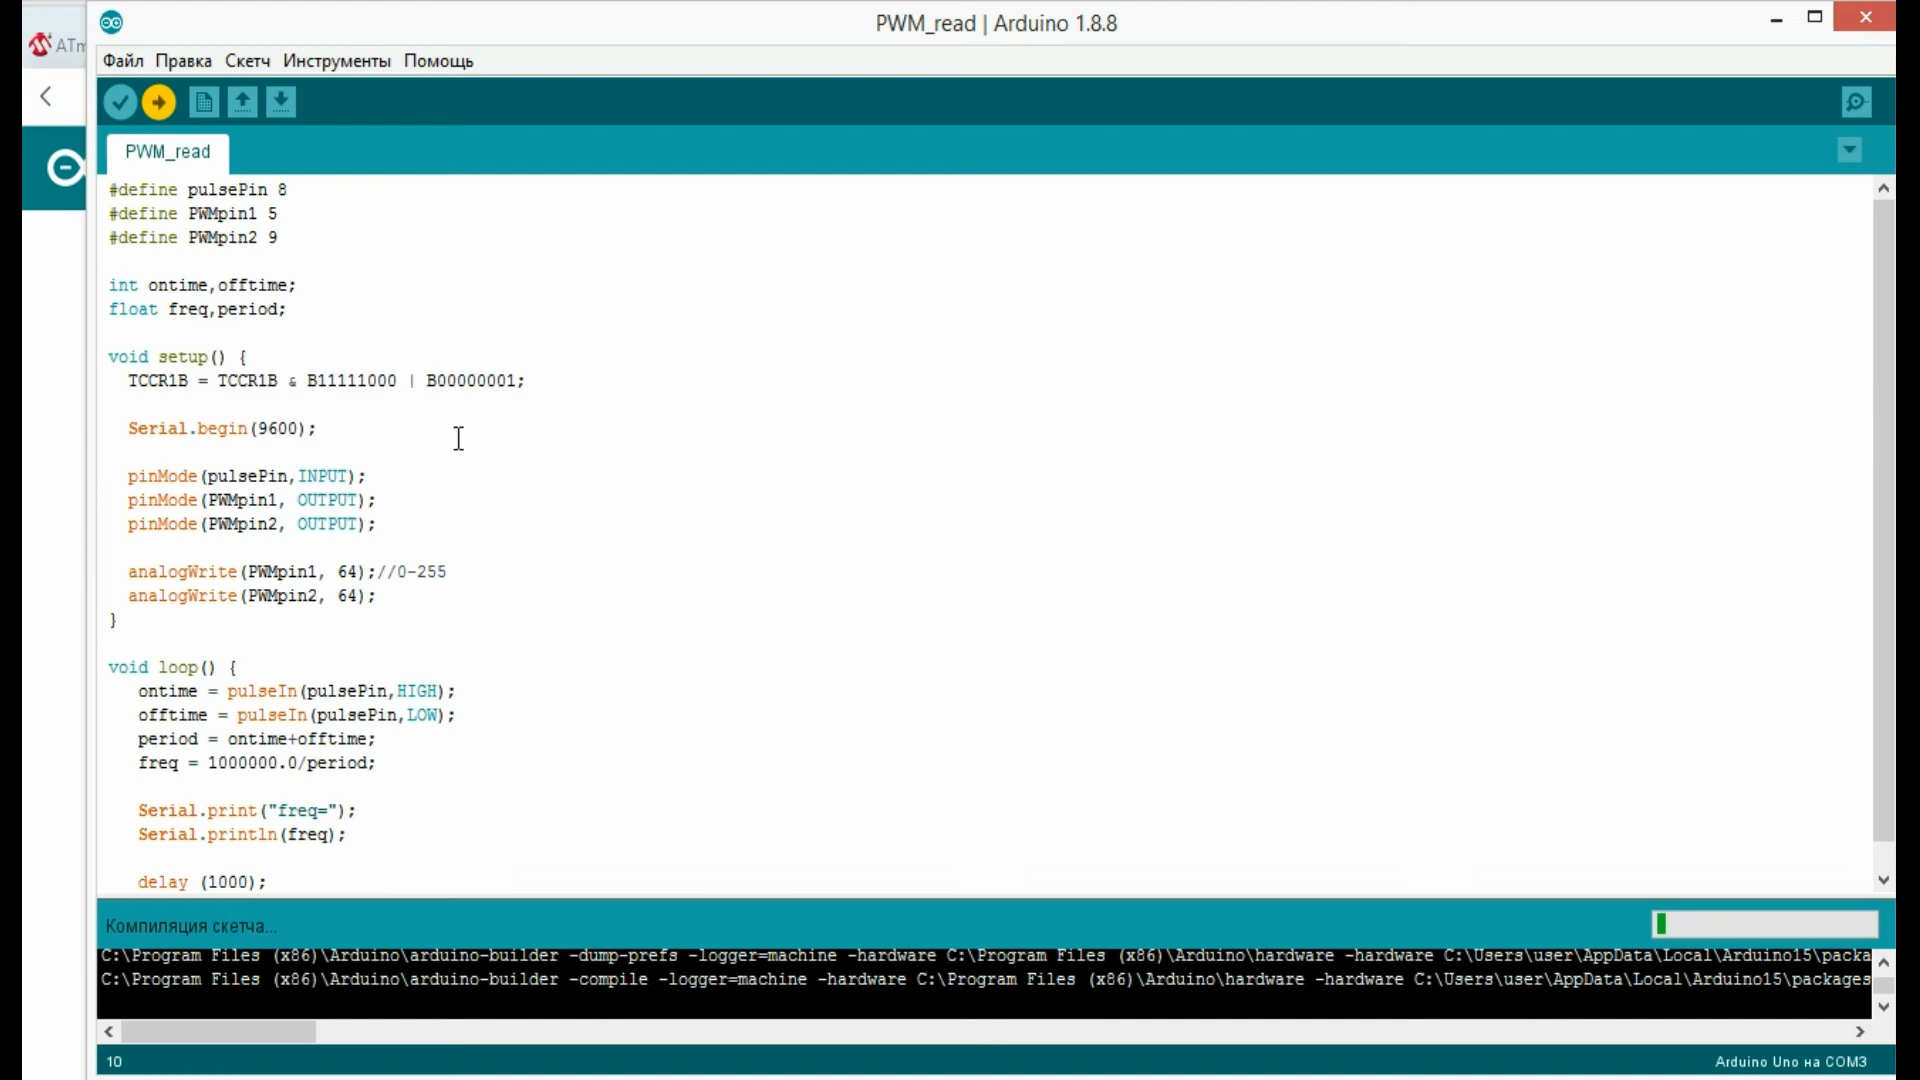 PWM_read | Arduino 1.8.8
ATm
Файл Правка Скетч Инструменты Помощь
PWM_read
#define pulsePin 8
#define PWMpin1 5
#define PWMpin2 9
int ontime,offtime;
float freq,period;
void setup() {
TCCR1B = TCCR1B & B11111000 | B00000001;
Serial.begin(9600);
pinMode(pulsePin,INPUT);
pinMode(PWMpin1, OUTPUT);
pinMode(PWMpin2, OUTPUT);
analogWrite(PWMpin1, 64);//0-255
analogWrite(PWMpin2, 64);
}
void loop() {
ontime = pulseIn(pulsePin,HIGH);
offtime = pulseIn(pulsePin,LOW);
period = ontime+offtime;
freq = 1000000.0/period;
Serial.print("freq=");
Serial.println(freq);
delay (1000);
Компиляция скетча...
C:\Program Files (x86)\Arduino\arduino-builder -dump-prefs -logger=machine -hardware C:\Program Files (x86)\Arduino\hardware -hardware C:\Users\user\AppData\Local\Arduino15\packa
C:\Program Files (x86)\Arduino\arduino-builder -compile -logger=machine -hardware C:\Program Files (x86)\Arduino\hardware -hardware C:\Users\user\AppData\Local\Arduino15\packages
10
Arduino Uno на COM3